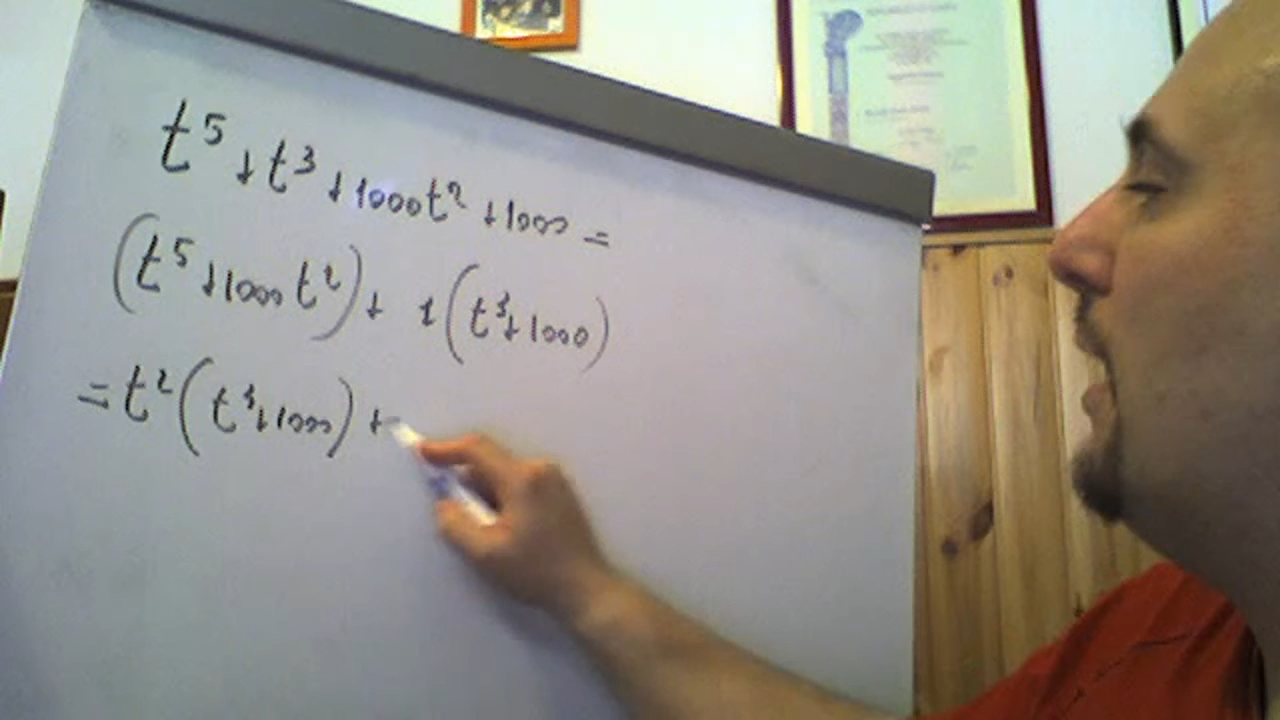 t⁵ + t³ + 1000t² + 1000 =
(t⁵ + 1000 t²) + 1(t³ + 1000)
= t²(t³ + 1000) +